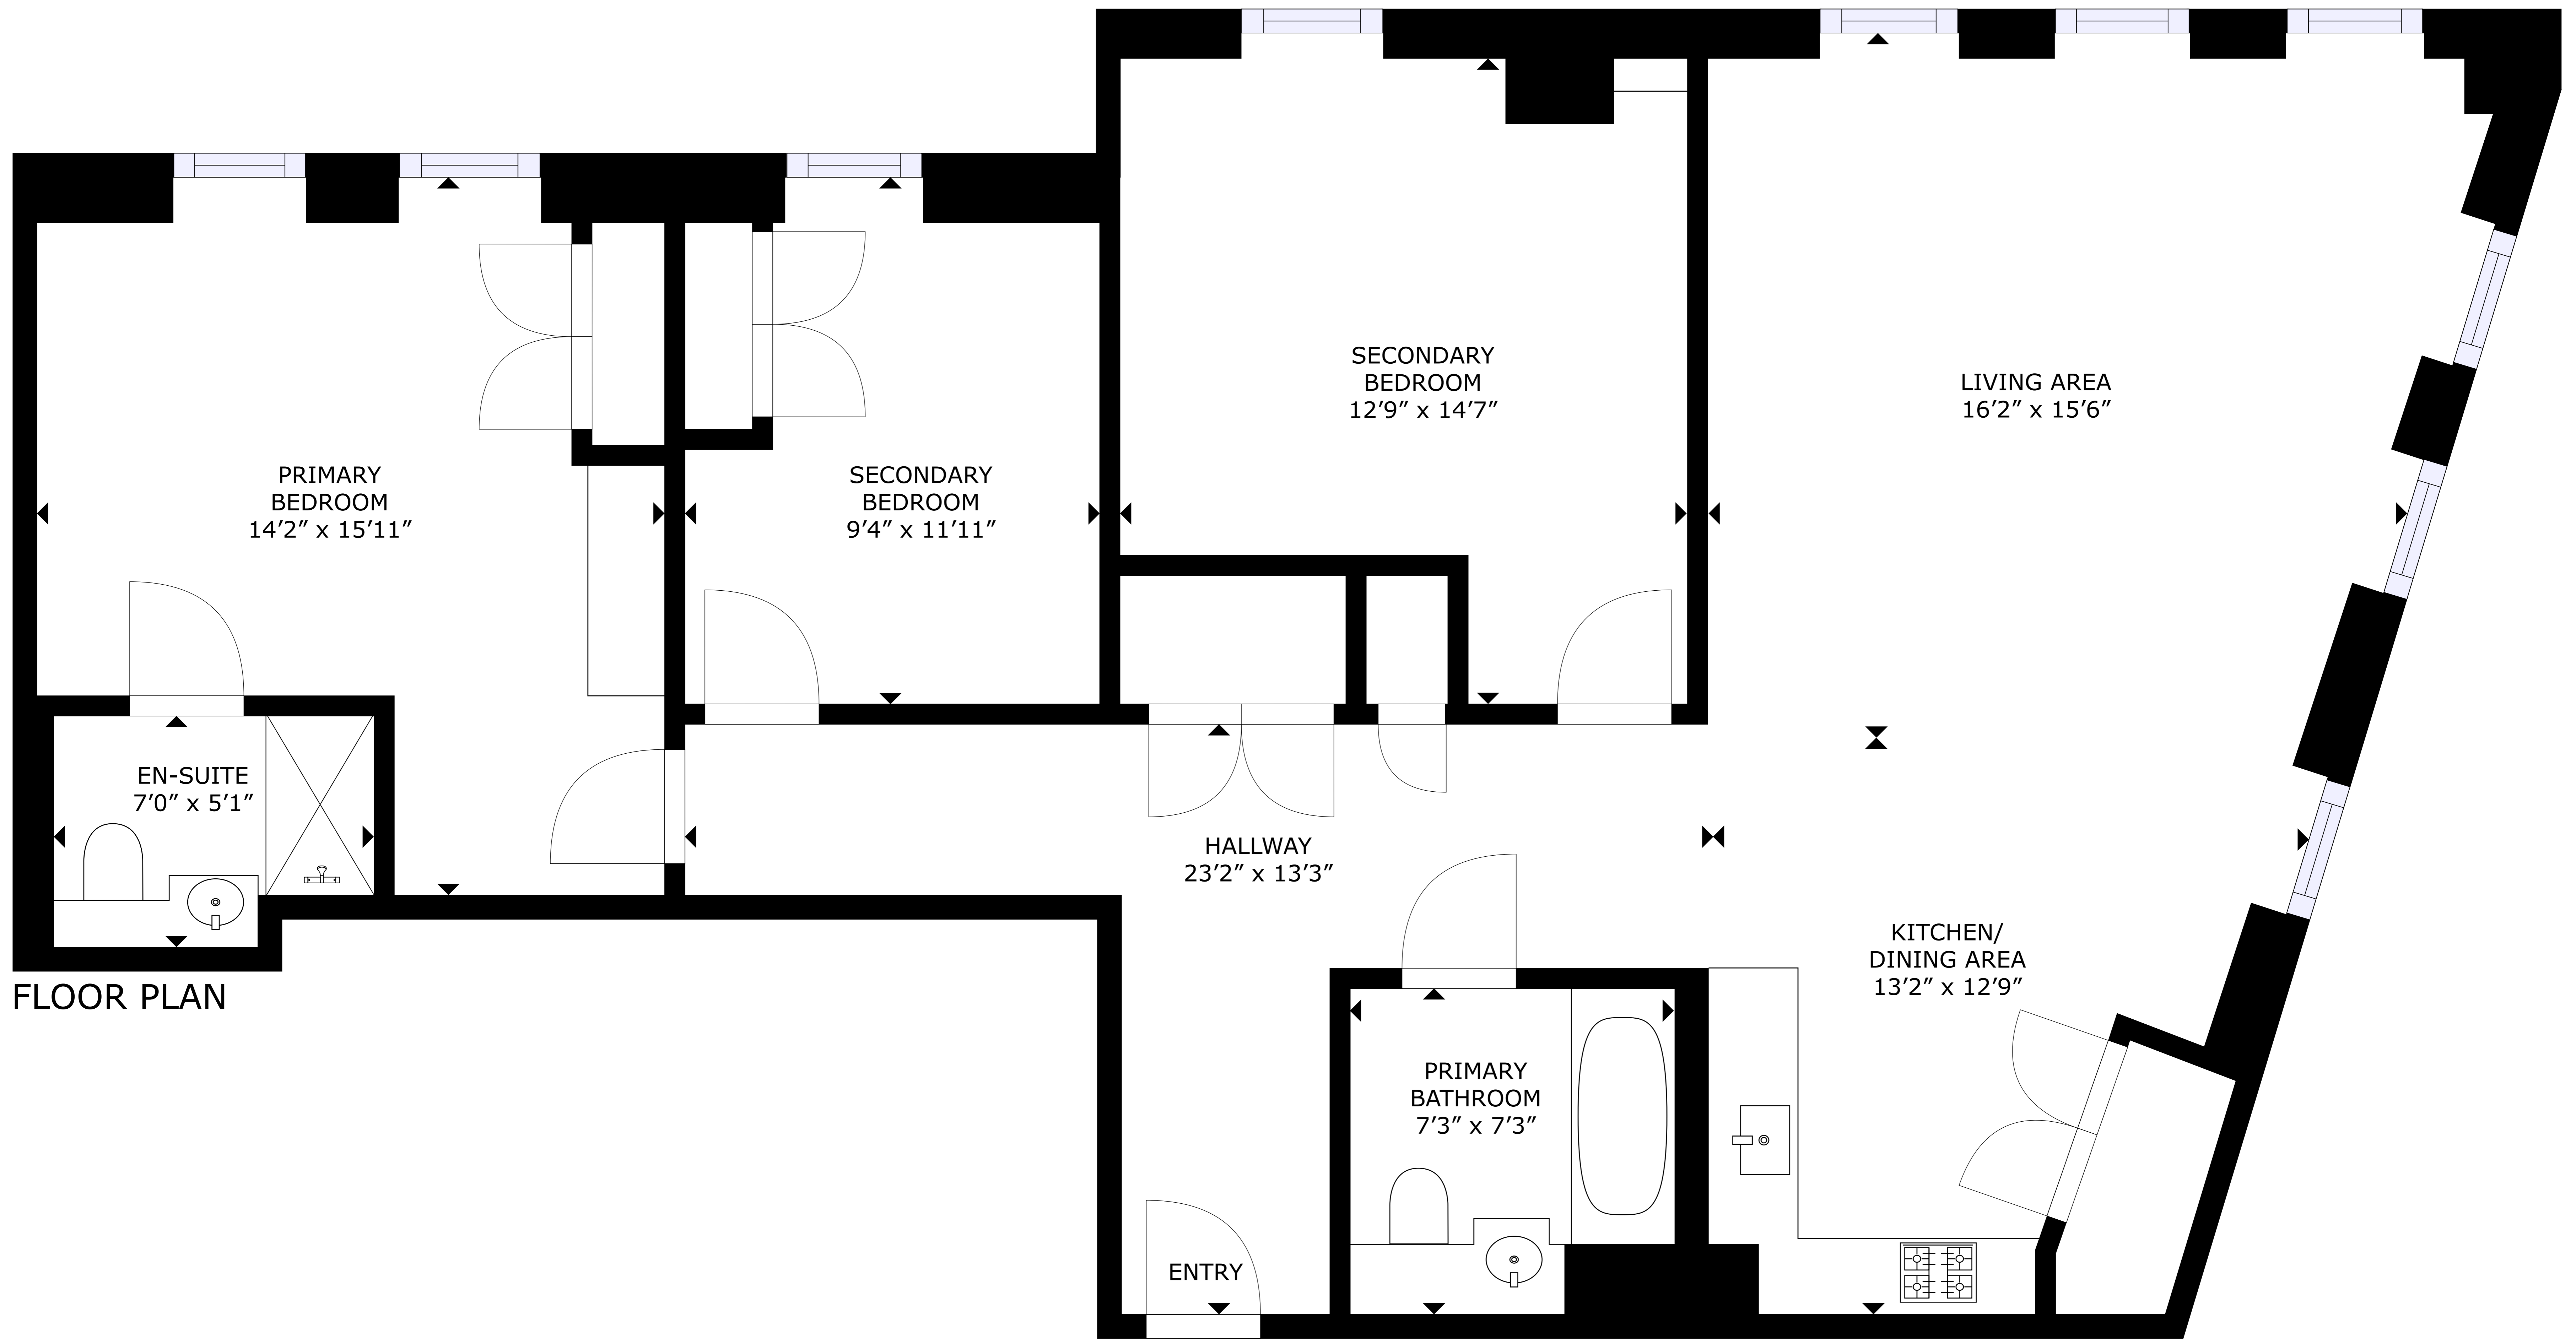 SECONDARY
BEDROOM
12′9″ x 14′7″
LIVING AREA
16′2″ x 15′6″
PRIMARY
BEDROOM
14′2″ x 15′11″
SECONDARY
BEDROOM
9′4″ x 11′11″
EN-SUITE
7′0″ x 5′1″
HALLWAY
23′2″ x 13′3″
KITCHEN/
DINING AREA
13′2″ x 12′9″
FLOOR PLAN
PRIMARY
BATHROOM
7′3″ x 7′3″
ENTRY